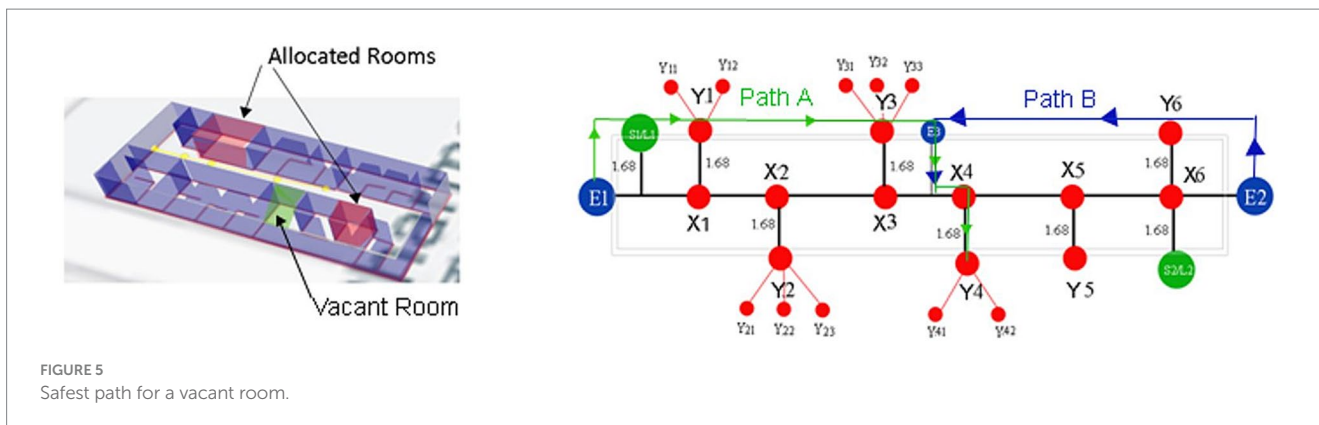 Allocated Rooms
Vacant Room
Y11
Y12
Y31
Y32
Y33
Y1
Path A
Y3
Path B
Y6
S1/L1
E3
1.68
1.68
1.68
1.68
E1
X1
X2
X3
X4
X5
X6
E2
1.68
1.68
1.68
1.68
Y2
Y4
Y5
S2/L2
Y21
Y22
Y23
Y41
Y42
FIGURE 5
Safest path for a vacant room.